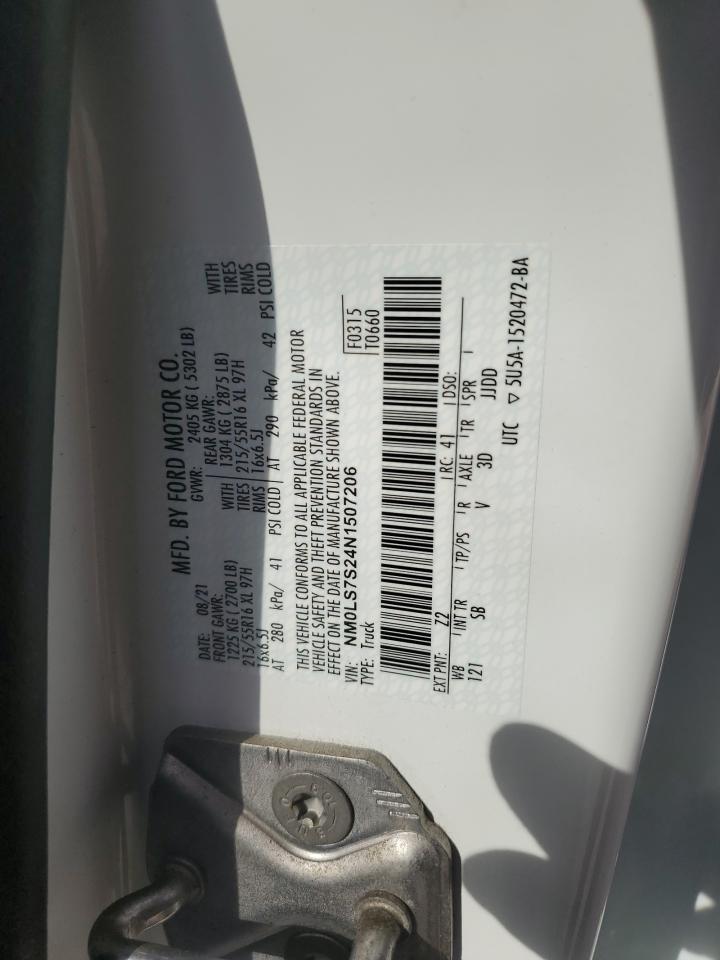 MFD. BY FORD MOTOR CO.
DATE: 08/21 GVWR: 2405 KG ( 5302 LB)
FRONT GAWR: REAR GAWR:
1225 KG ( 2700 LB) WITH 1304 KG ( 2875 LB) WITH
215/55R16 XL 97H TIRES 215/55R16 XL 97H TIRES
16x6.5J RIMS 16x6.5J RIMS
AT 280 kPa/ 41 PSI COLD AT 290 kPa/ 42 PSI COLD
THIS VEHICLE CONFORMS TO ALL APPLICABLE FEDERAL MOTOR
VEHICLE SAFETY AND THEFT PREVENTION STANDARDS IN
EFFECT ON THE DATE OF MANUFACTURE SHOWN ABOVE.
VIN: NM0LS7S24N1507206 F0315
TYPE: Truck T0660
EXT PNT: Z2 RC: 41 DSO:
WB INT TR TP/PS R AXLE TR SPR
121 SB V 3D JJDD
UTC ▽ 5U5A-1520472-BA